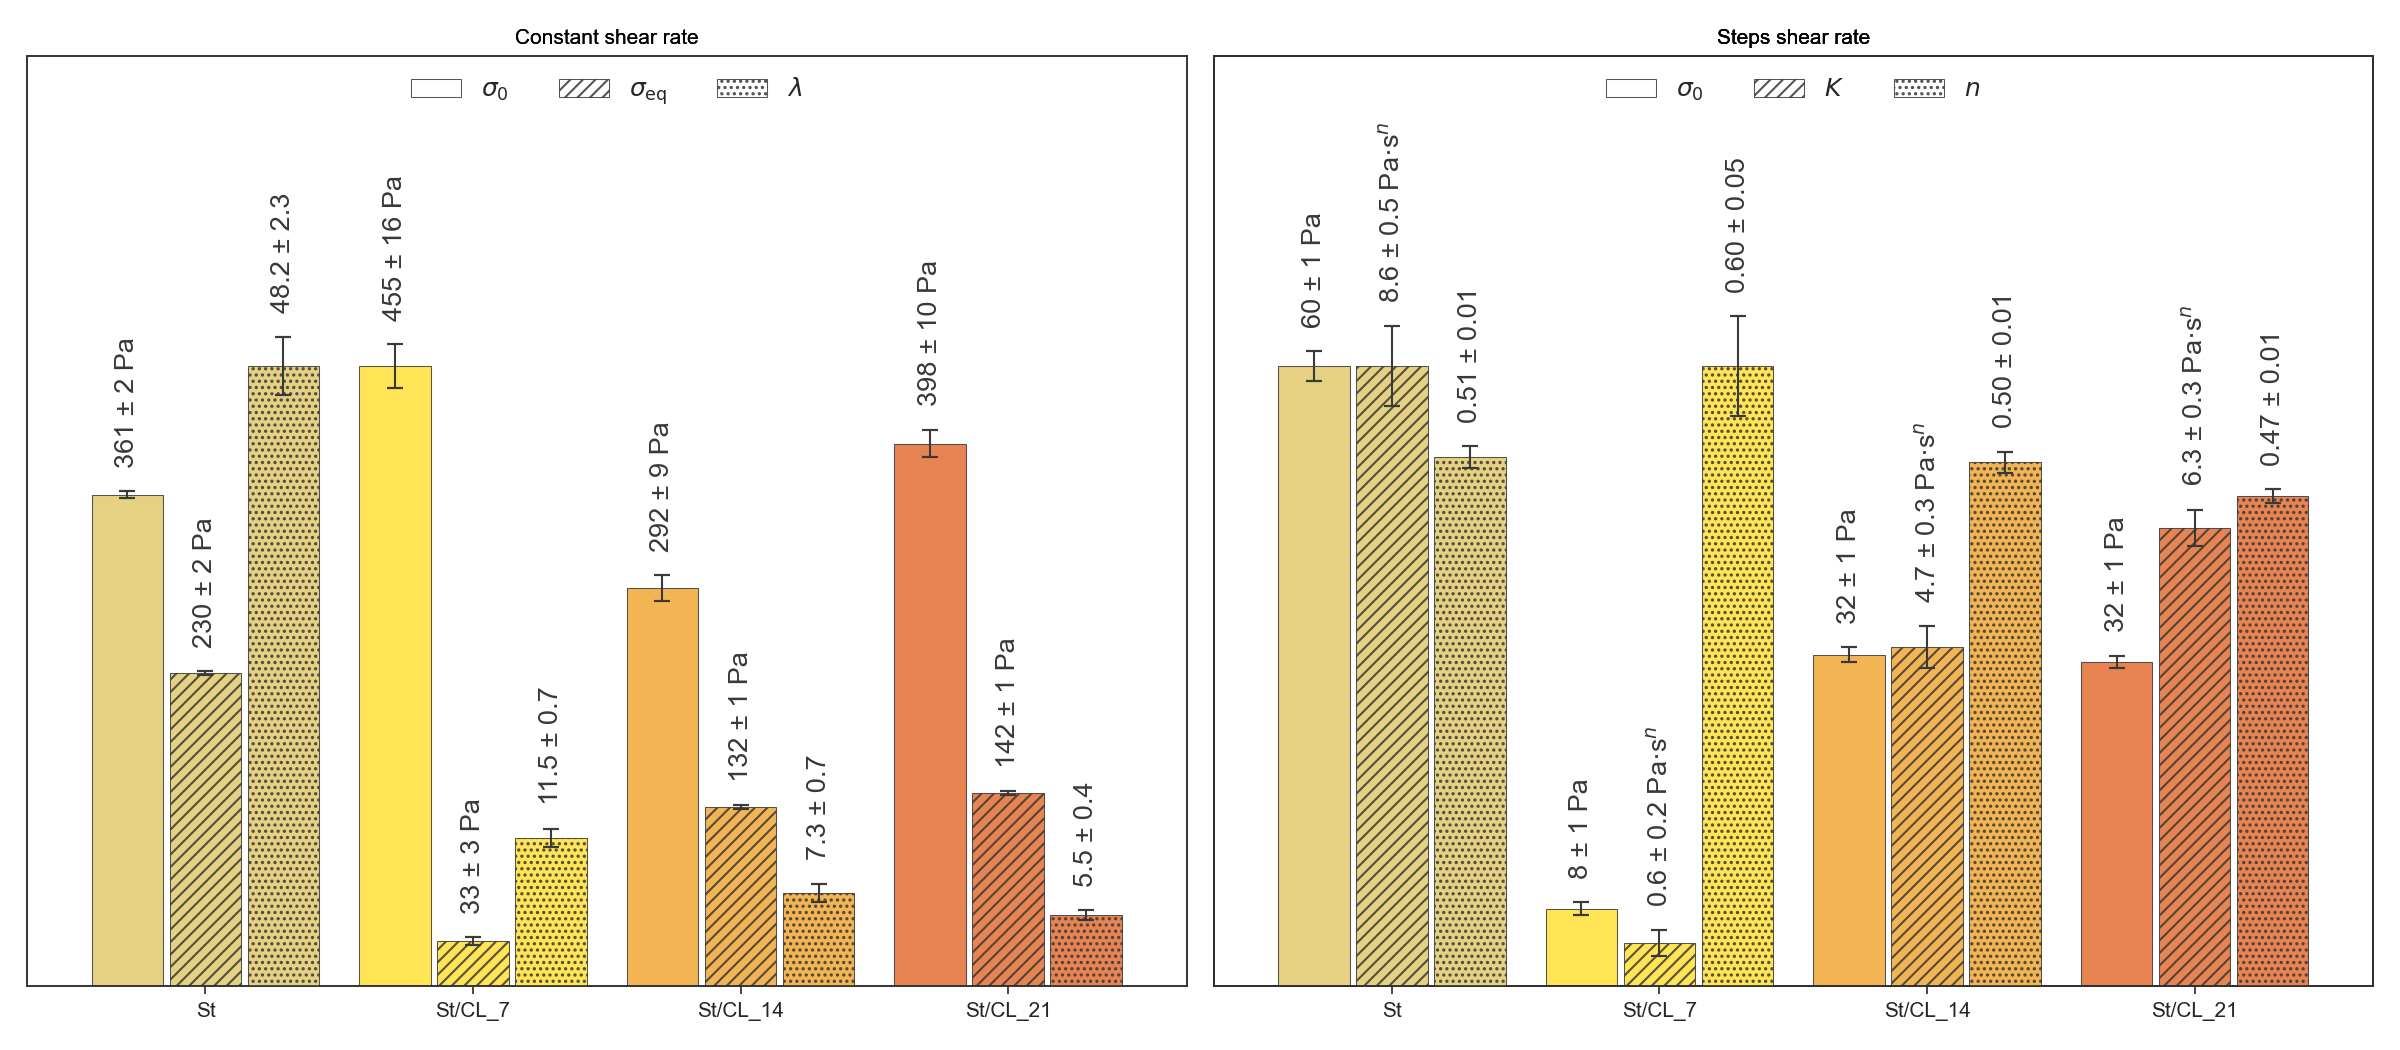 Constant shear rate
σ₀ σeq λ
361 ± 2 Pa
230 ± 2 Pa
48.2 ± 2.3
455 ± 16 Pa
33 ± 3 Pa
11.5 ± 0.7
292 ± 9 Pa
132 ± 1 Pa
7.3 ± 0.7
398 ± 10 Pa
142 ± 1 Pa
5.5 ± 0.4
St St/CL_7 St/CL_14 St/CL_21
Steps shear rate
σ₀ K n
60 ± 1 Pa
8.6 ± 0.5 Pa·sⁿ
0.51 ± 0.01
8 ± 1 Pa
0.6 ± 0.2 Pa·sⁿ
0.60 ± 0.05
32 ± 1 Pa
4.7 ± 0.3 Pa·sⁿ
0.50 ± 0.01
32 ± 1 Pa
6.3 ± 0.3 Pa·sⁿ
0.47 ± 0.01
St St/CL_7 St/CL_14 St/CL_21